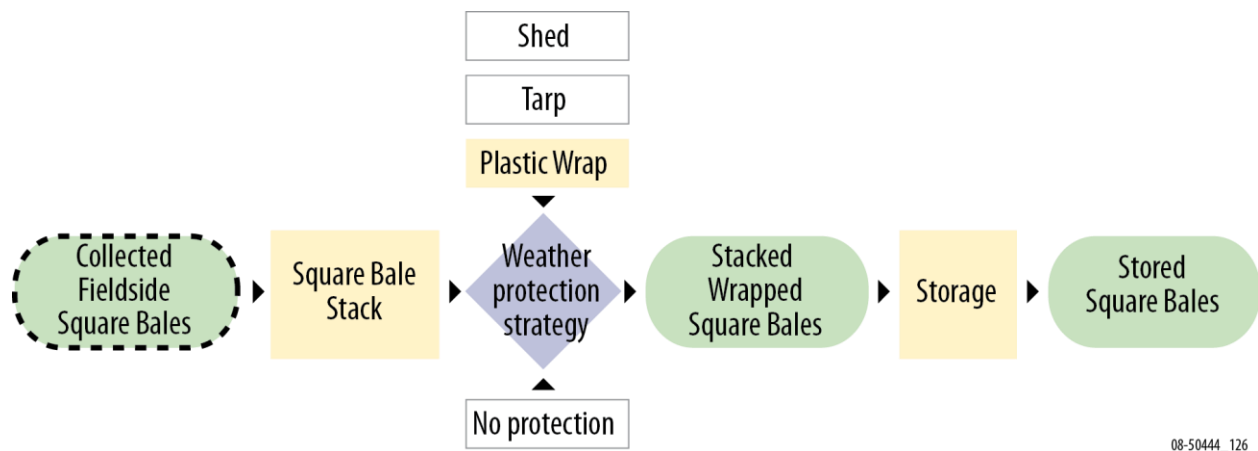 Shed
Tarp
Plastic Wrap
Collected
Fieldside
Square Bales
Square Bale
Stack
Weather
protection
strategy
Stacked
Wrapped
Square Bales
Storage
Stored
Square Bales
No protection
08-50444 126